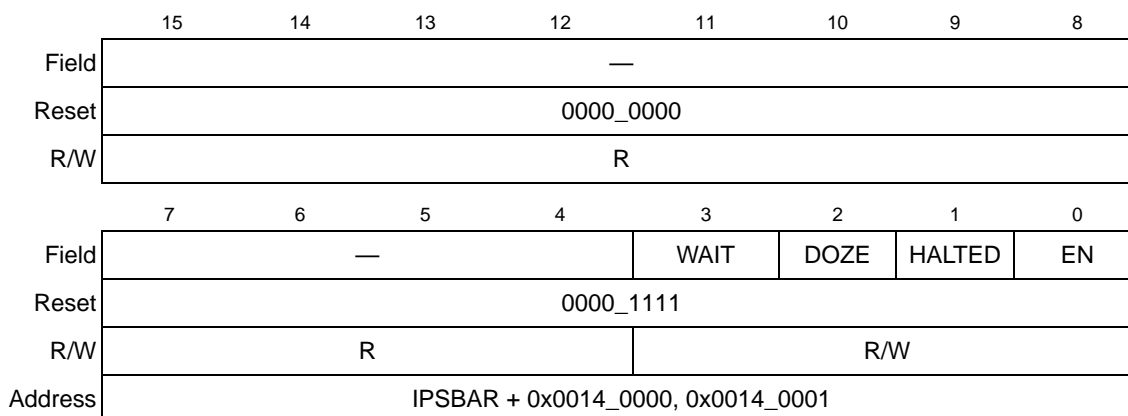 15 14 13 12 11 10 9 8
Field —
Reset 0000_0000
R/W R
7 6 5 4 3 2 1 0
Field — WAIT DOZE HALTED EN
Reset 0000_1111
R/W R R/W
Address IPSBAR + 0x0014_0000, 0x0014_0001